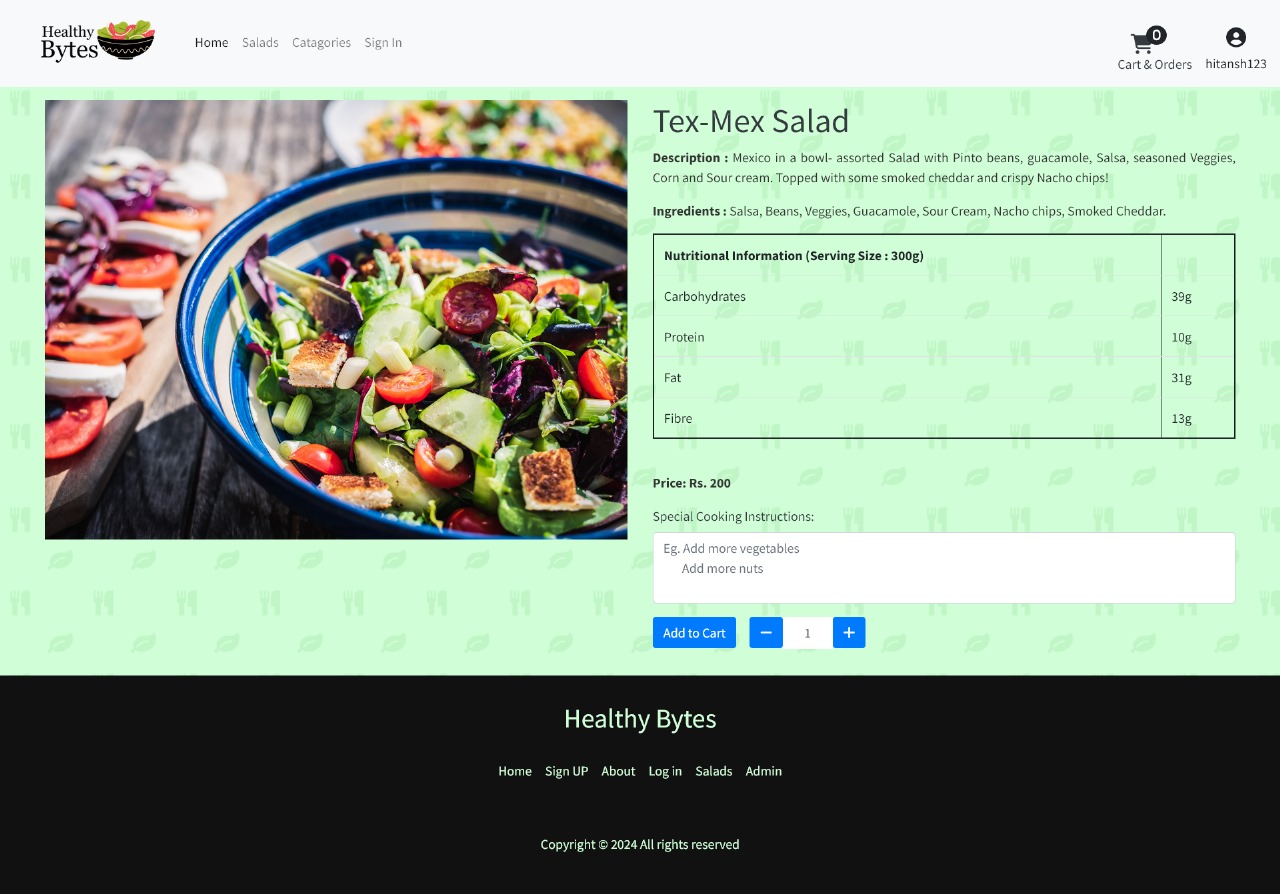 Healthy
Bytes
Home Salads Catagories Sign In
0
Cart & Orders
hitansh123
Tex-Mex Salad
Description : Mexico in a bowl- assorted Salad with Pinto beans, guacamole, Salsa, seasoned Veggies,
Corn and Sour cream. Topped with some smoked cheddar and crispy Nacho chips!
Ingredients : Salsa, Beans, Veggies, Guacamole, Sour Cream, Nacho chips, Smoked Cheddar.
Nutritional Information (Serving Size : 300g)
Carbohydrates 39g
Protein 10g
Fat 31g
Fibre 13g
Price: Rs. 200
Special Cooking Instructions:
Eg. Add more vegetables
Add more nuts
Add to Cart − 1 +
Healthy Bytes
Home Sign UP About Log in Salads Admin
Copyright © 2024 All rights reserved